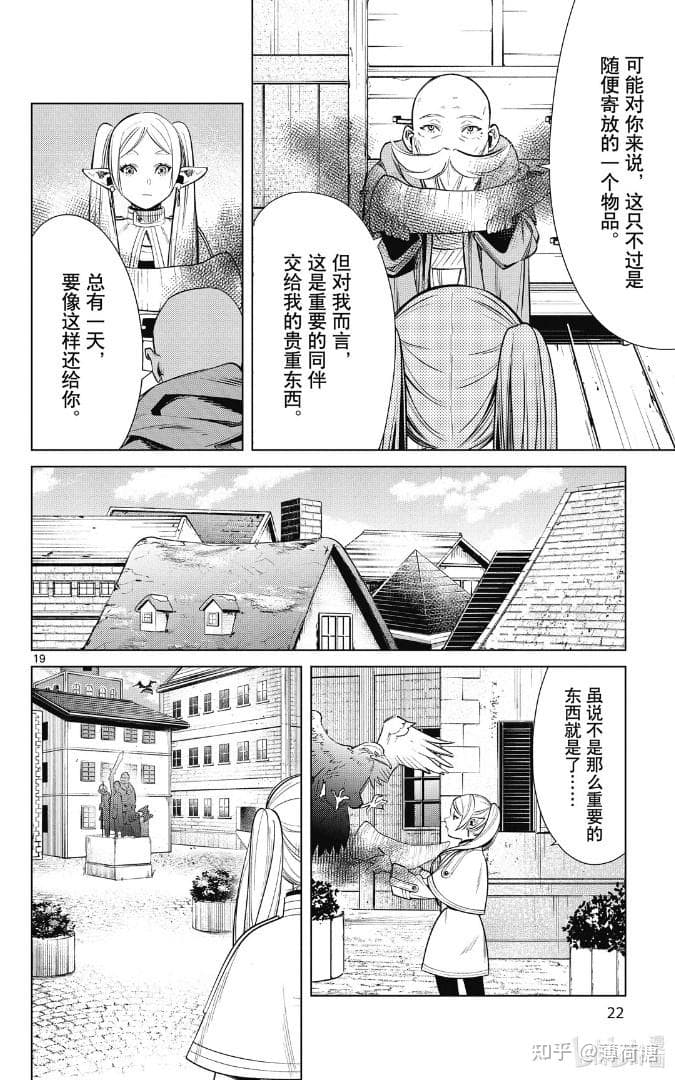 可能对你来说，这只不过是
随便寄放的一个物品。
但对我而言，
这是重要的同伴
交给我的贵重东西。
总有一天，
要像这样还给你。
19
虽说不是那么重要的
东西就是了……
22
知乎 @薄荷塘